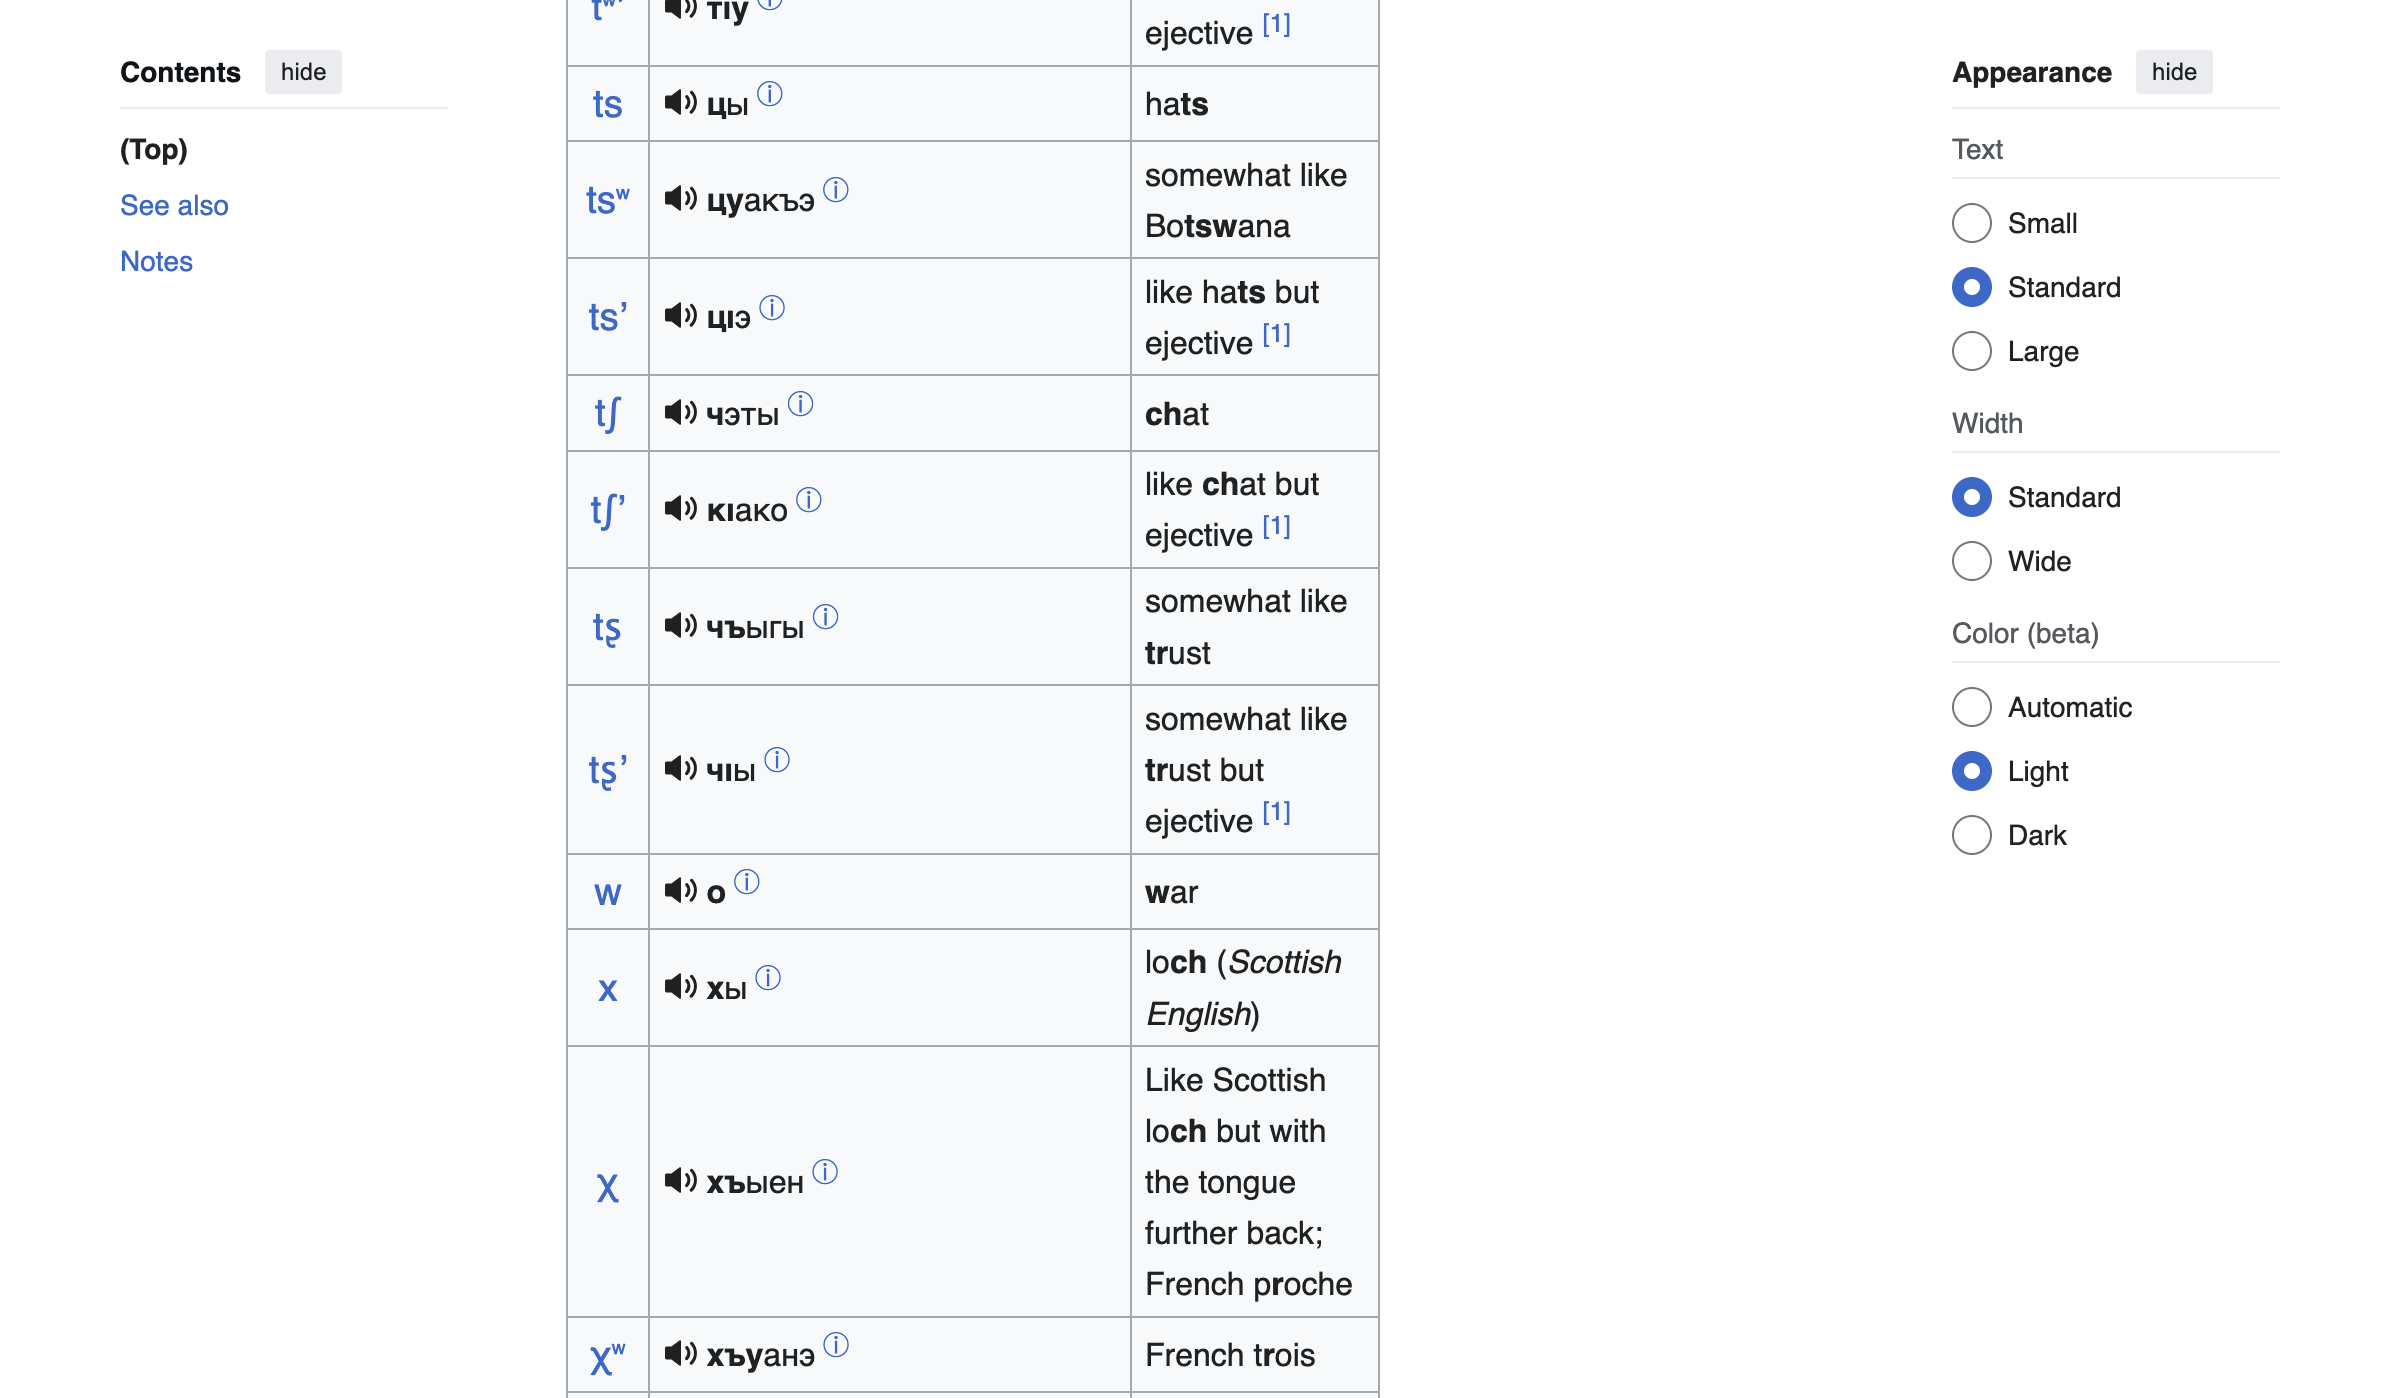 Contents hide
(Top)
See also
Notes
tʷʼ тӏу ⓘ ejective [1]
ts цы ⓘ hats
tsʷ цуакъэ ⓘ somewhat like
Botswana
tsʼ цӏэ ⓘ like hats but
ejective [1]
tʃ чэты ⓘ chat
tʃʼ кӏако ⓘ like chat but
ejective [1]
tʂ чъыгы ⓘ somewhat like
trust
tʂʼ чӏы ⓘ somewhat like
trust but
ejective [1]
w о ⓘ war
x хы ⓘ loch (Scottish
English)
χ хъыен ⓘ Like Scottish
loch but with
the tongue
further back;
French proche
χʷ хъуанэ ⓘ French trois
Appearance hide
Text
Small
Standard
Large
Width
Standard
Wide
Color (beta)
Automatic
Light
Dark